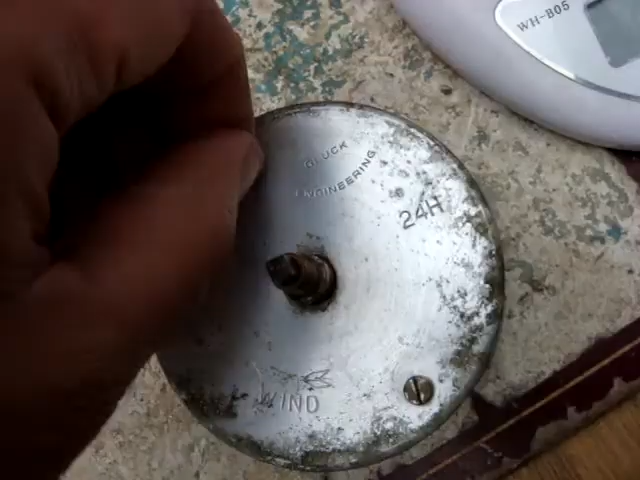 WH-B05
GLUCK
ENGINEERING
24H
WIND